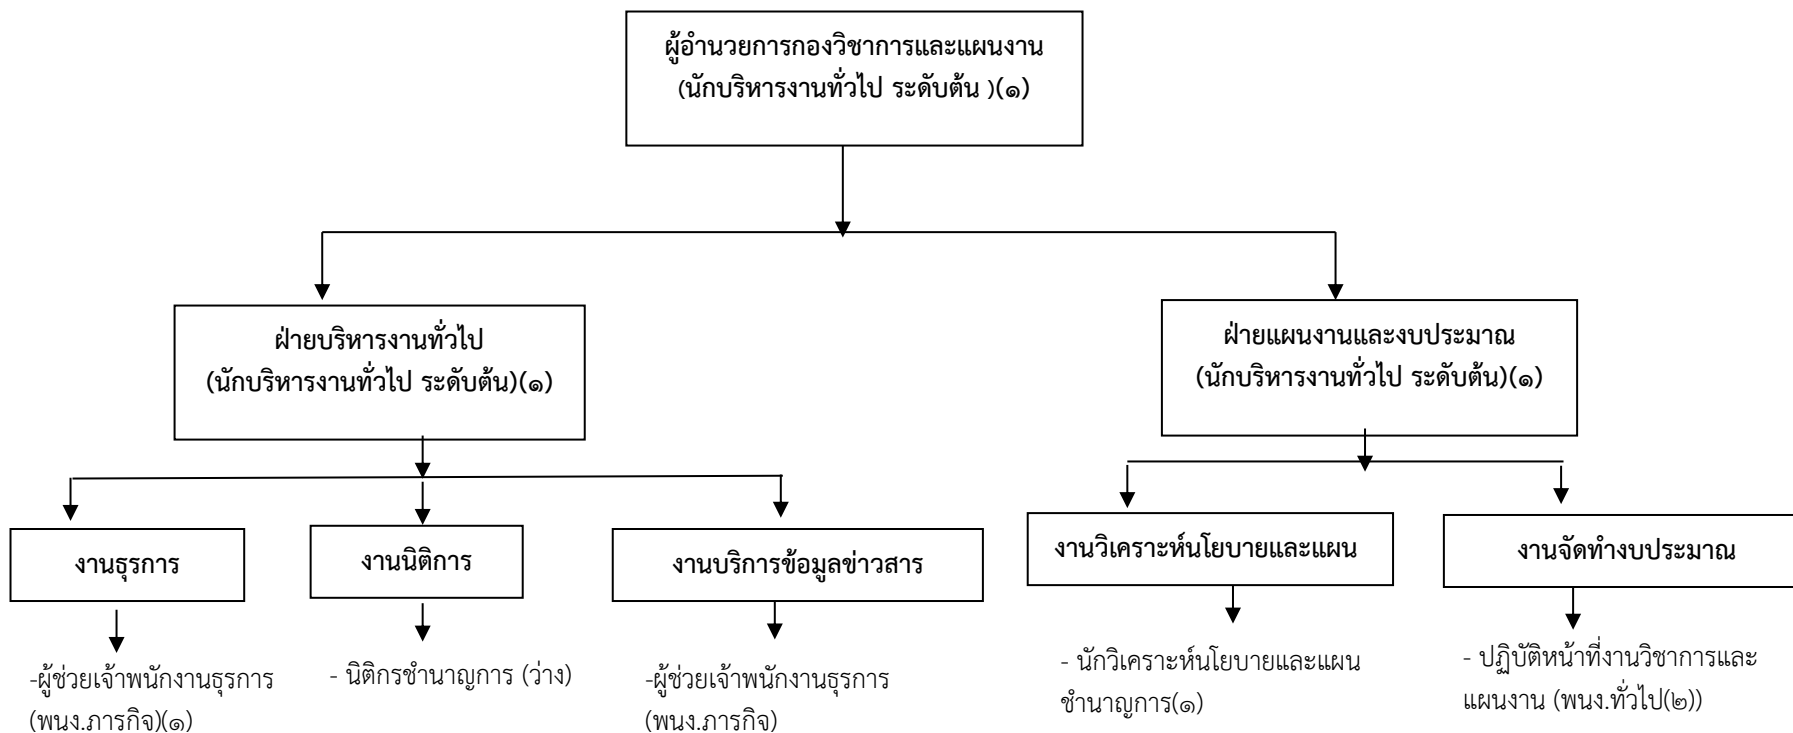 ผู้อำนวยการกองวิชาการและแผนงาน
(นักบริหารงานทั่วไป ระดับต้น )(๑)
ฝ่ายบริหารงานทั่วไป
(นักบริหารงานทั่วไป ระดับต้น)(๑)
ฝ่ายแผนงานและงบประมาณ
(นักบริหารงานทั่วไป ระดับต้น)(๑)
งานธุรการ
งานนิติการ
งานบริการข้อมูลข่าวสาร
งานวิเคราะห์นโยบายและแผน
งานจัดทำงบประมาณ
-ผู้ช่วยเจ้าพนักงานธุรการ
(พนง.ภารกิจ)(๑)
- นิติกรชำนาญการ (ว่าง)
-ผู้ช่วยเจ้าพนักงานธุรการ
(พนง.ภารกิจ)
- นักวิเคราะห์นโยบายและแผน
ชำนาญการ(๑)
- ปฏิบัติหน้าที่งานวิชาการและ
แผนงาน (พนง.ทั่วไป(๒))